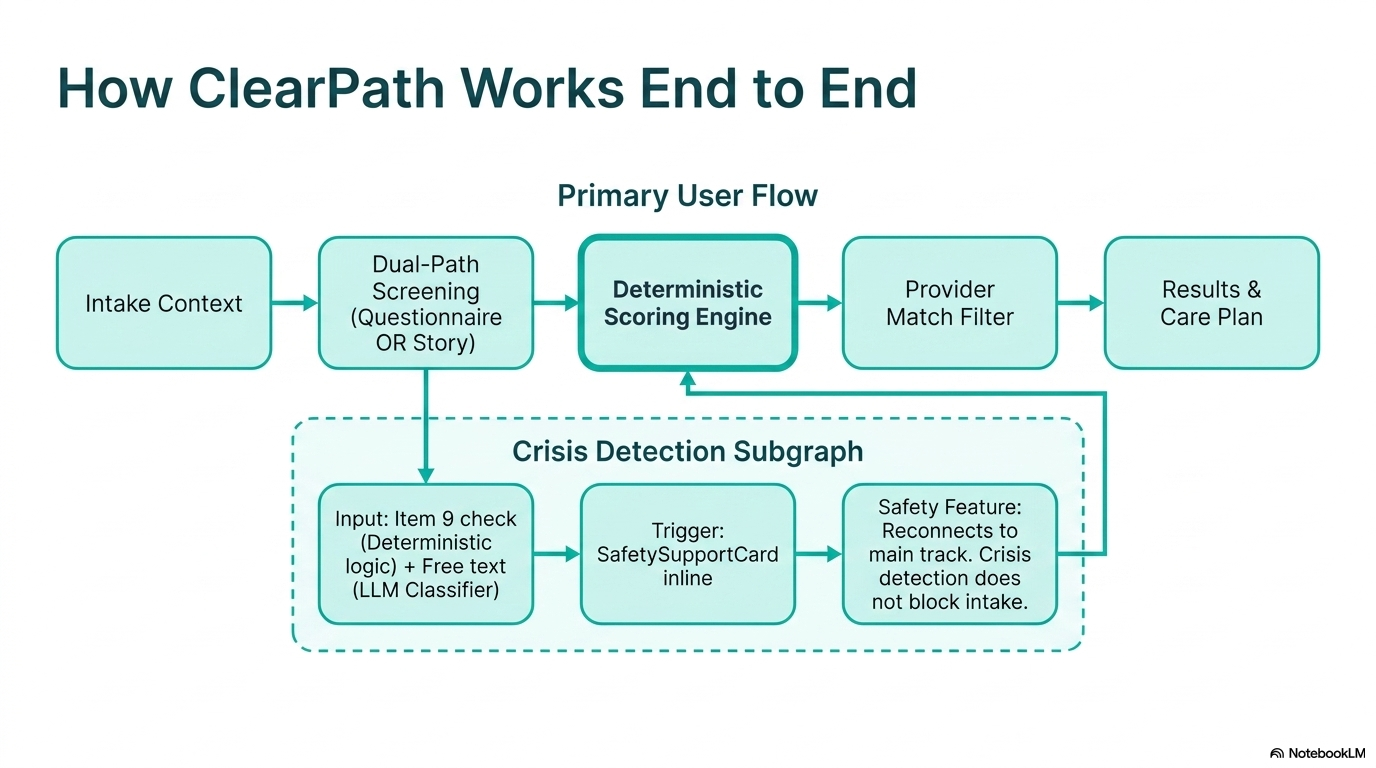 How ClearPath Works End to End
Primary User Flow
Intake Context
Dual-Path
Screening
(Questionnaire
OR Story)
Deterministic
Scoring Engine
Provider
Match Filter
Results &
Care Plan
Crisis Detection Subgraph
Input: Item 9 check
(Deterministic
logic) + Free text
(LLM Classifier)
Trigger:
SafetySupportCard
inline
Safety Feature:
Reconnects to
main track. Crisis
detection does
not block intake.
NotebookLM